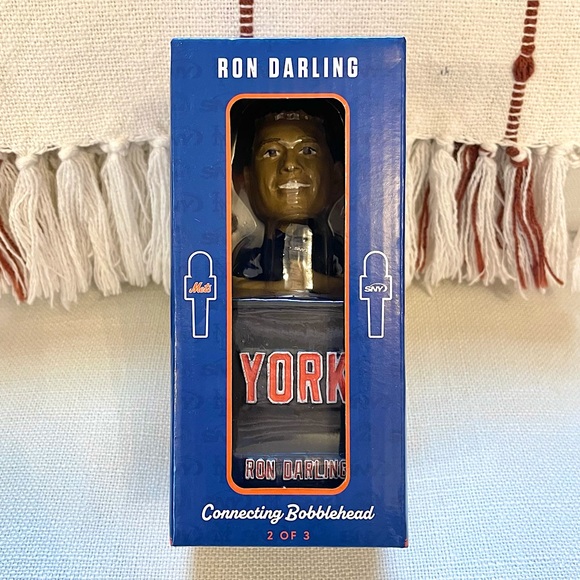 RON DARLING
Mets
SNY
YORK
RON DARLING
Connecting Bobblehead
2 OF 3